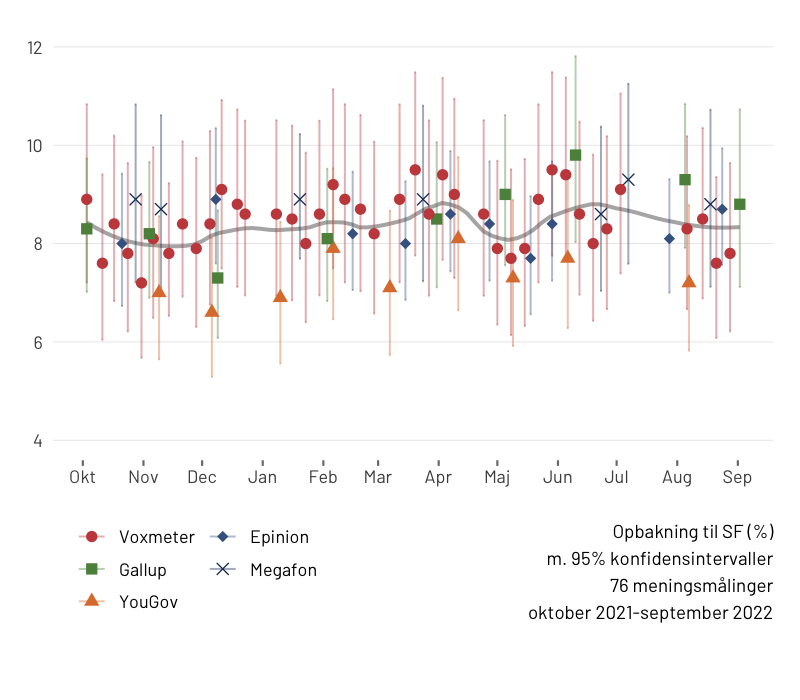 12
10
8
6
4
Okt Nov Dec Jan Feb Mar Apr Maj Jun Jul Aug Sep
Voxmeter Epinion
Gallup Megafon
YouGov
Opbakning til SF (%)
m. 95% konfidensintervaller
76 meningsmålinger
oktober 2021-september 2022